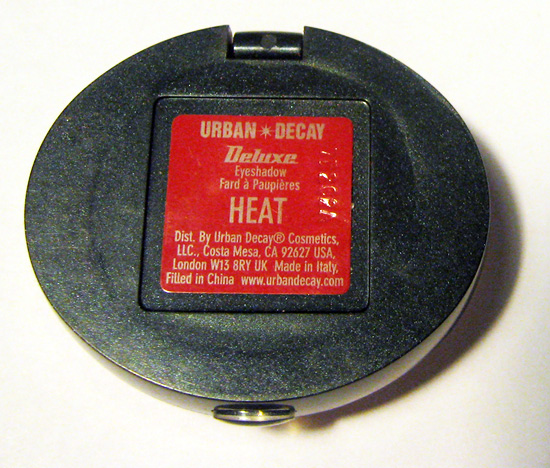 URBAN✷DECAY
Deluxe
Eyeshadow
Fard à Paupières
HEAT
Dist. By Urban Decay® Cosmetics,
LLC., Costa Mesa, CA 92627 USA,
London W13 8RY UK Made in Italy,
Filled in China www.urbandecay.com